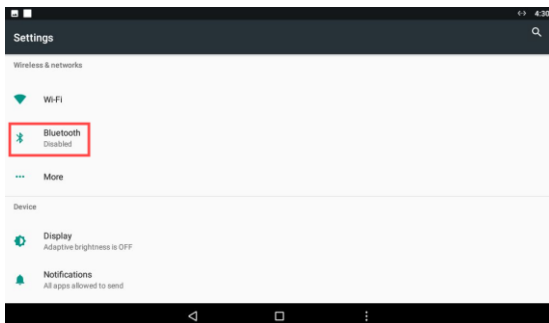 4:30
Settings
Wireless & networks
Wi-Fi
Bluetooth
Disabled
More
Device
Display
Adaptive brightness is OFF
Notifications
All apps allowed to send